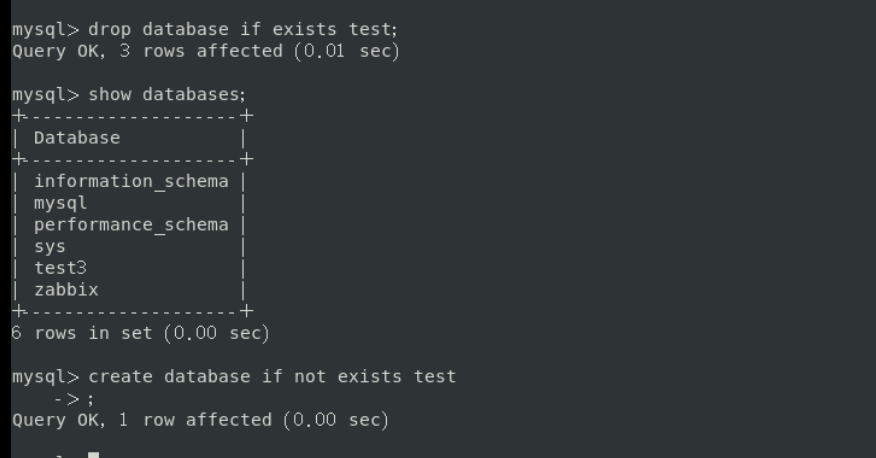 mysql> drop database if exists test;
Query OK, 3 rows affected (0.01 sec)
mysql> show databases;
+--------------------+
| Database           |
+--------------------+
| information_schema |
| mysql              |
| performance_schema |
| sys                |
| test3              |
| zabbix             |
+--------------------+
6 rows in set (0.00 sec)
mysql> create database if not exists test
    -> ;
Query OK, 1 row affected (0.00 sec)